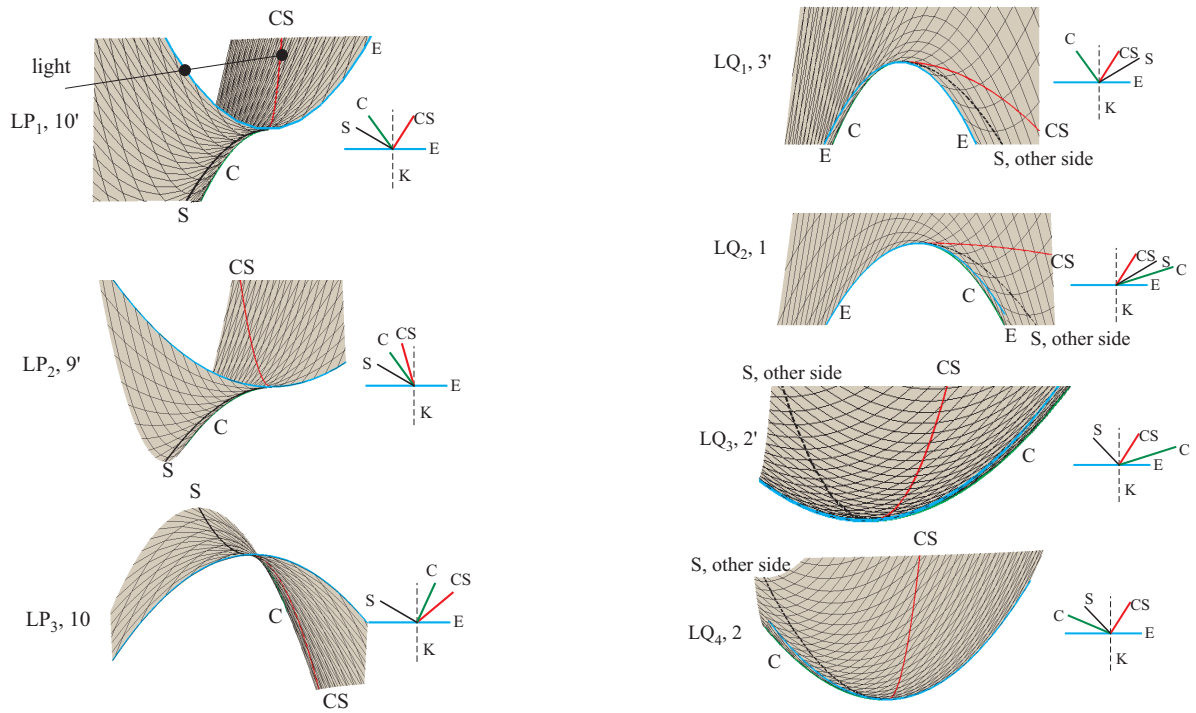 CS
E
light
LP₁, 10'
C
S
C
S
CS
E
K
CS
LP₂, 9'
C
S
C
CS
S
E
K
S
LP₃, 10
C
CS
C
CS
S
E
K
LQ₁, 3'
C
E
E
CS
S, other side
C
CS
S
E
K
LQ₂, 1
CS
C
E
E
S, other side
CS
S
C
E
K
S, other side
CS
LQ₃, 2'
C
S
CS
C
E
K
CS
S, other side
LQ₄, 2
C
S
CS
C
E
K